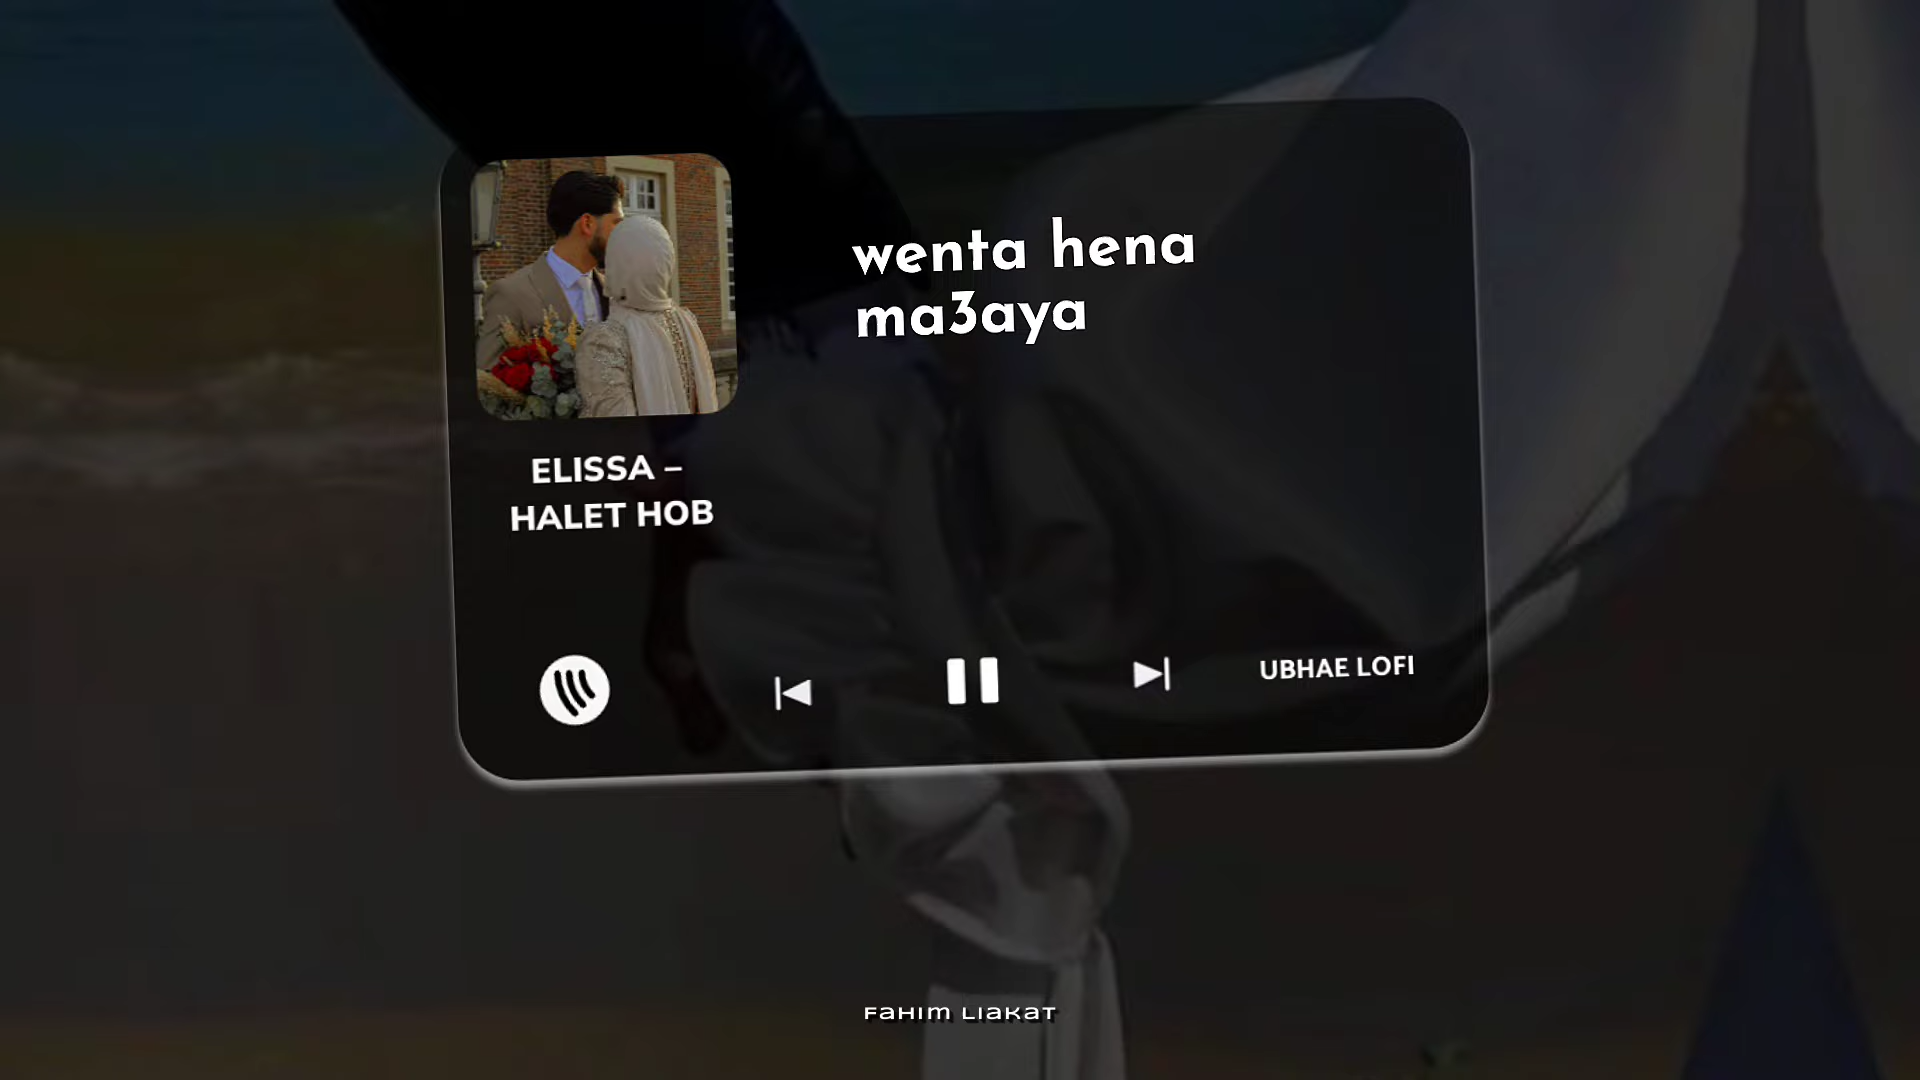 wenta hena
ma3aya
ELISSA –
HALET HOB
UBHAE LOFI
FAHIM LIAKAT